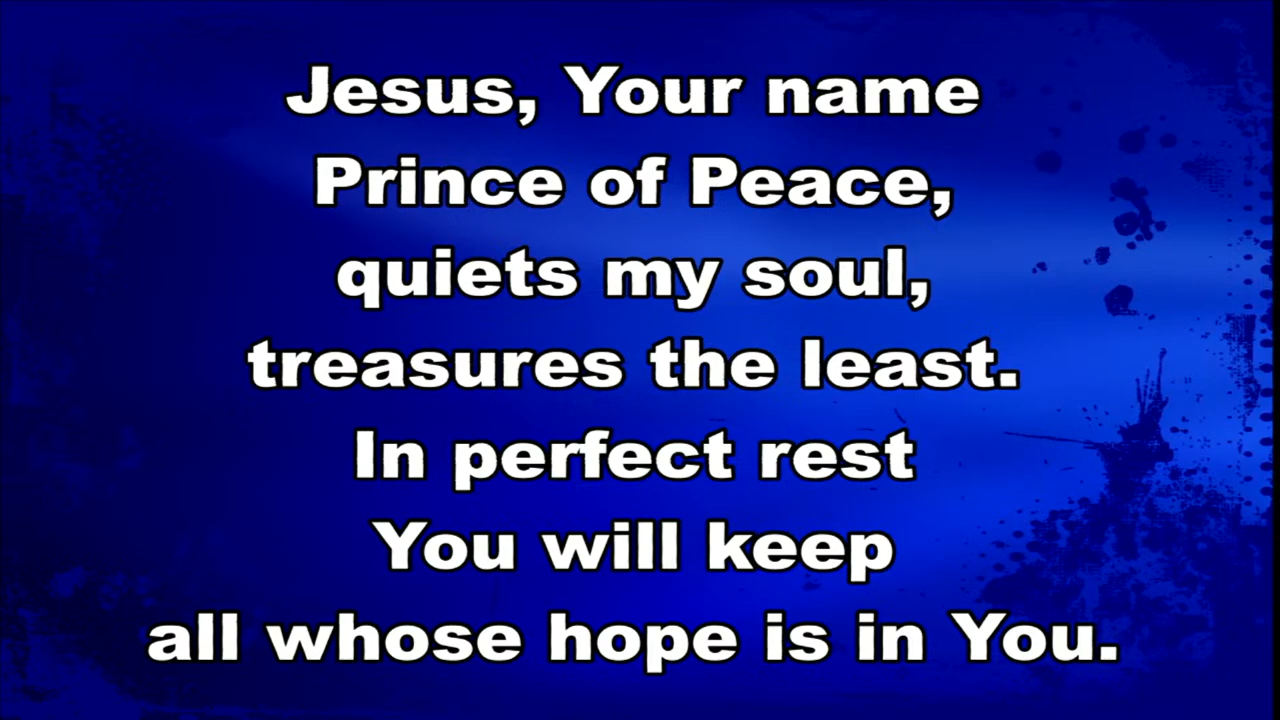 Jesus, Your name
Prince of Peace,
quiets my soul,
treasures the least.
In perfect rest
You will keep
all whose hope is in You.